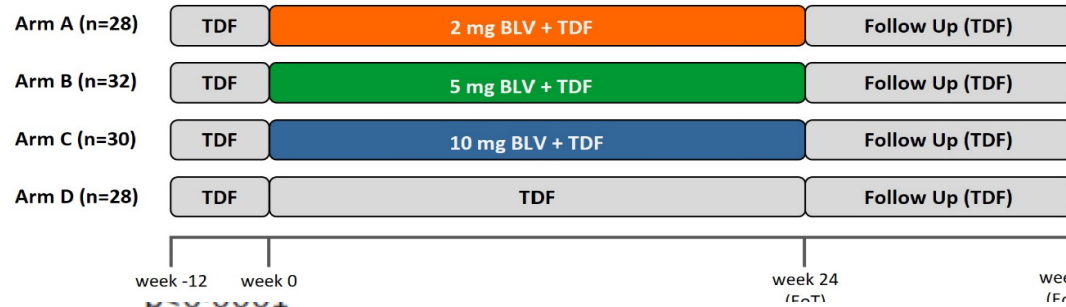 Arm A (n=28) TDF 2 mg BLV + TDF Follow Up (TDF)
Arm B (n=32) TDF 5 mg BLV + TDF Follow Up (TDF)
Arm C (n=30) TDF 10 mg BLV + TDF Follow Up (TDF)
Arm D (n=28) TDF TDF Follow Up (TDF)
week -12 week 0 week 24
(EoT)